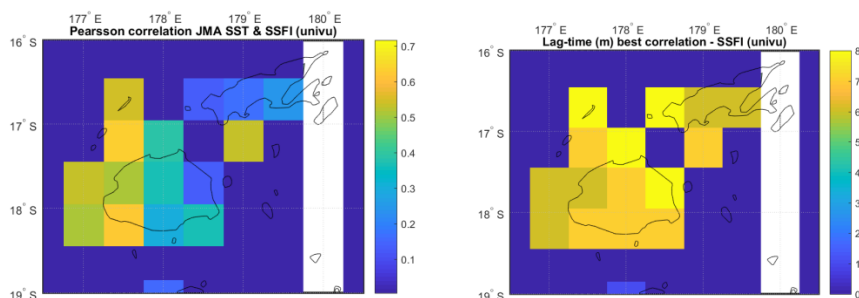 177° E 178° E 179° E 180° E
Pearsson correlation JMA SST & SSFI (univu)
16° S
17° S
18° S
19° S
0.7
0.6
0.5
0.4
0.3
0.2
0.1
177° E 178° E 179° E 180° E
Lag-time (m) best correlation - SSFI (univu)
16° S
17° S
18° S
19° S
8
7
6
5
4
3
2
1
0